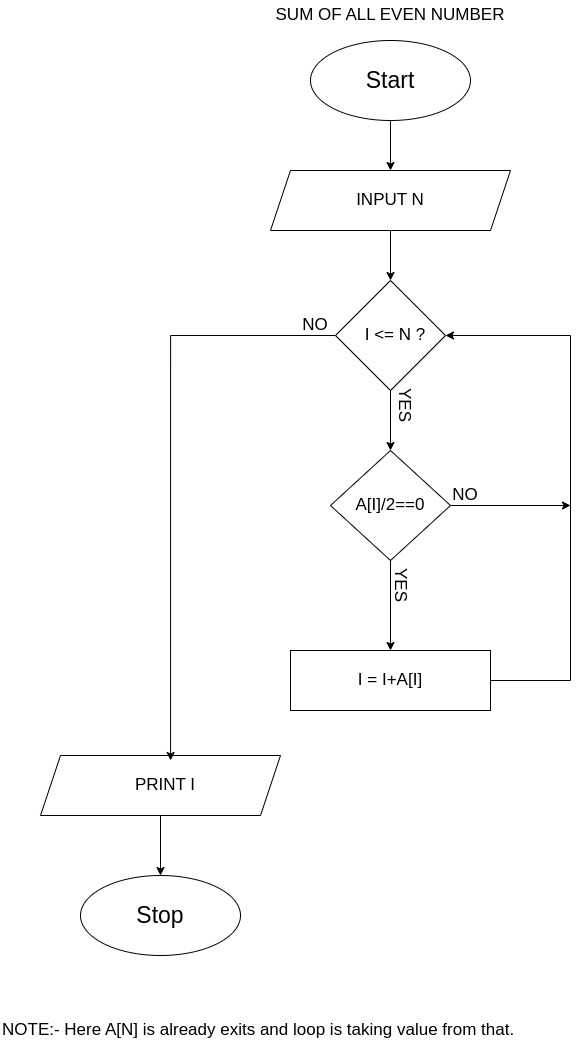 SUM OF ALL EVEN NUMBER
Start
INPUT N
I <= N ?
NO
YES
A[I]/2==0
NO
YES
I = I+A[I]
PRINT I
Stop
NOTE:- Here A[N] is already exits and loop is taking value from that.